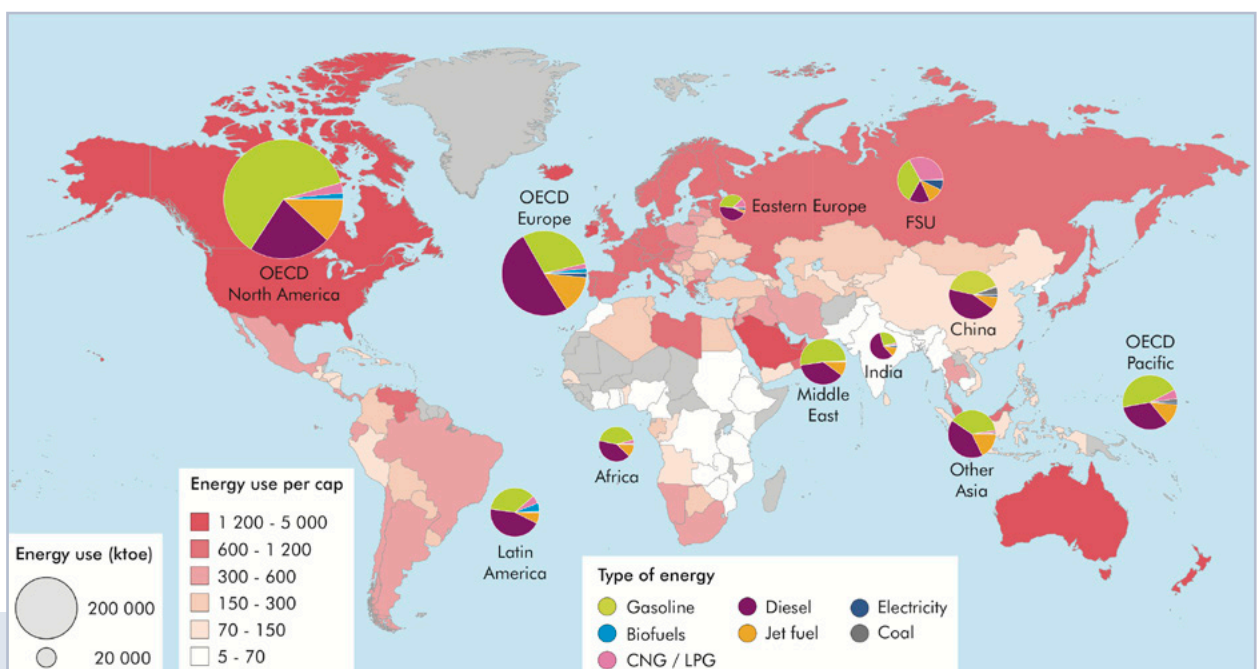 OECD
North America
OECD
Europe
Eastern Europe
FSU
China
India
Middle
East
OECD
Pacific
Other
Asia
Africa
Latin
America
Energy use (ktoe)
200 000
20 000
Energy use per cap
1 200 - 5 000
600 - 1 200
300 - 600
150 - 300
70 - 150
5 - 70
Type of energy
Gasoline
Diesel
Electricity
Biofuels
Jet fuel
Coal
CNG / LPG